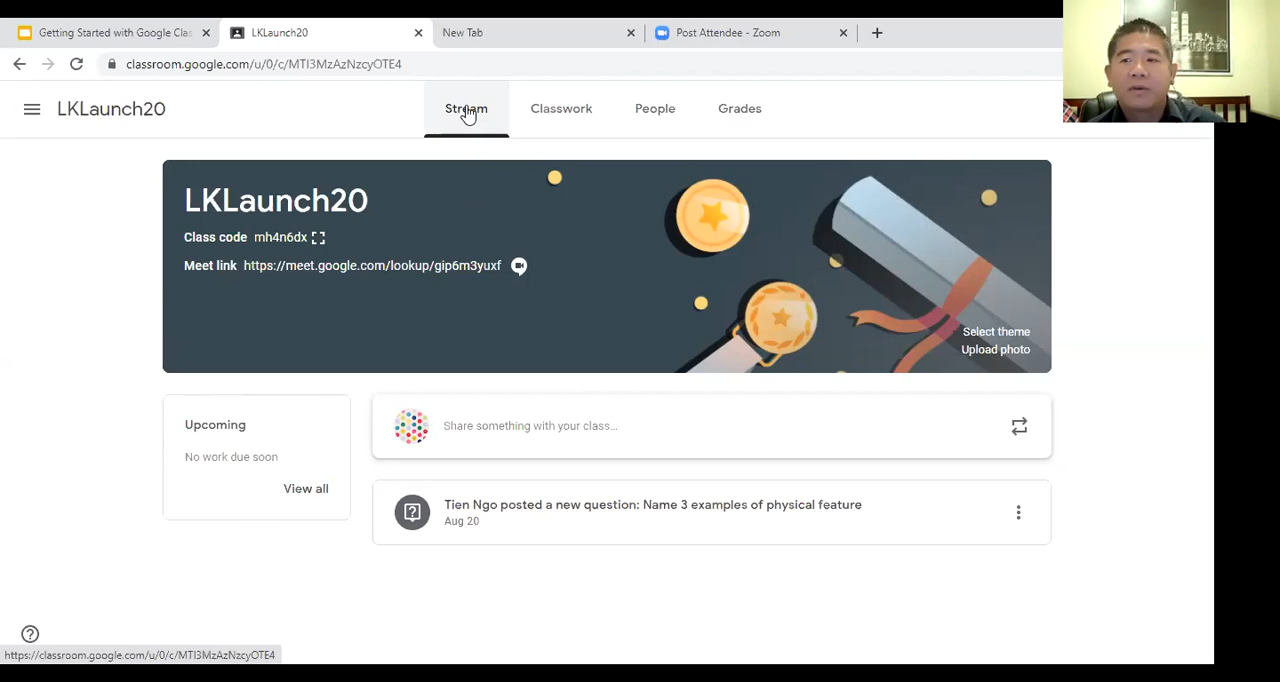 Getting Started with Google Clas
LKLaunch20
New Tab
Post Attendee - Zoom
classroom.google.com/u/0/c/MTI3MzAzNzcyOTE4
LKLaunch20
Stream
Classwork
People
Grades
LKLaunch20
Class code mh4n6dx
Meet link https://meet.google.com/lookup/gip6m3yuxf
Select theme
Upload photo
Upcoming
No work due soon
View all
Share something with your class...
Tien Ngo posted a new question: Name 3 examples of physical feature
Aug 20
https://classroom.google.com/u/0/c/MTI3MzAzNzcyOTE4